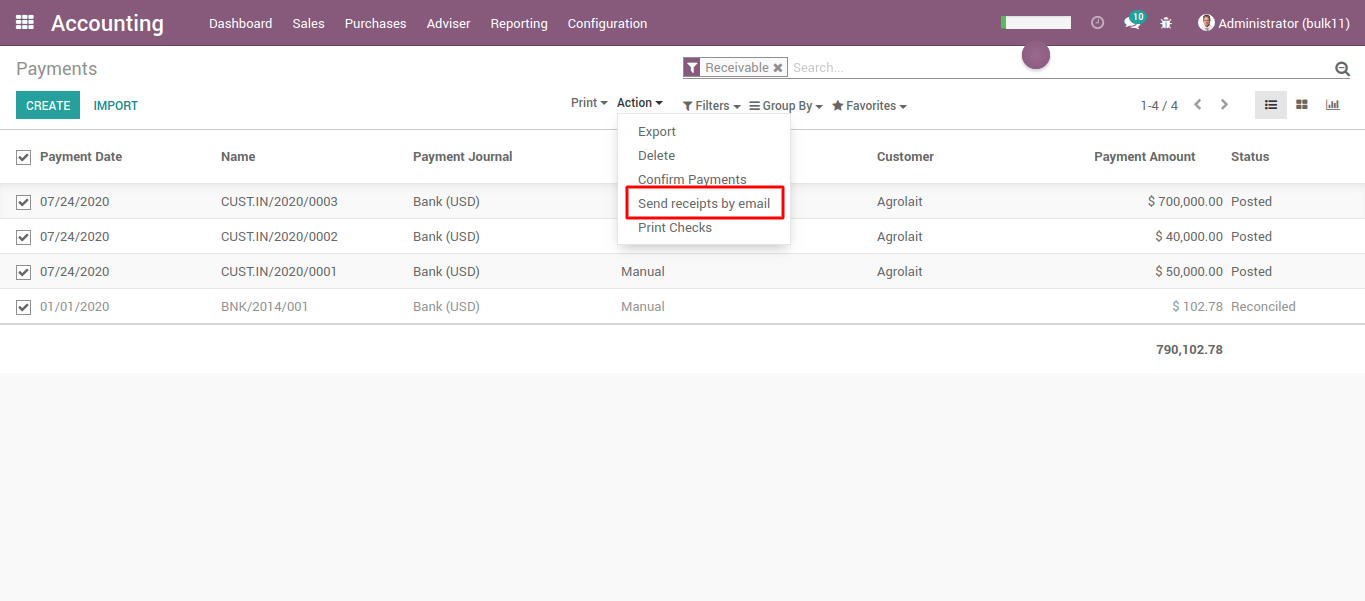 Accounting Dashboard Sales Purchases Adviser Reporting Configuration 10 Administrator (bulk11)
Payments Receivable Search...
CREATE IMPORT Print Action Filters Group By Favorites 1-4 / 4
Export
Delete
Confirm Payments
Send receipts by email
Print Checks
Payment Date Name Payment Journal Customer Payment Amount Status
07/24/2020 CUST.IN/2020/0003 Bank (USD) Agrolait $ 700,000.00 Posted
07/24/2020 CUST.IN/2020/0002 Bank (USD) Agrolait $ 40,000.00 Posted
07/24/2020 CUST.IN/2020/0001 Bank (USD) Manual Agrolait $ 50,000.00 Posted
01/01/2020 BNK/2014/001 Bank (USD) Manual $ 102.78 Reconciled
790,102.78